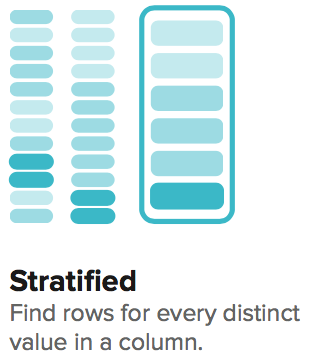 Stratified
Find rows for every distinct
value in a column.